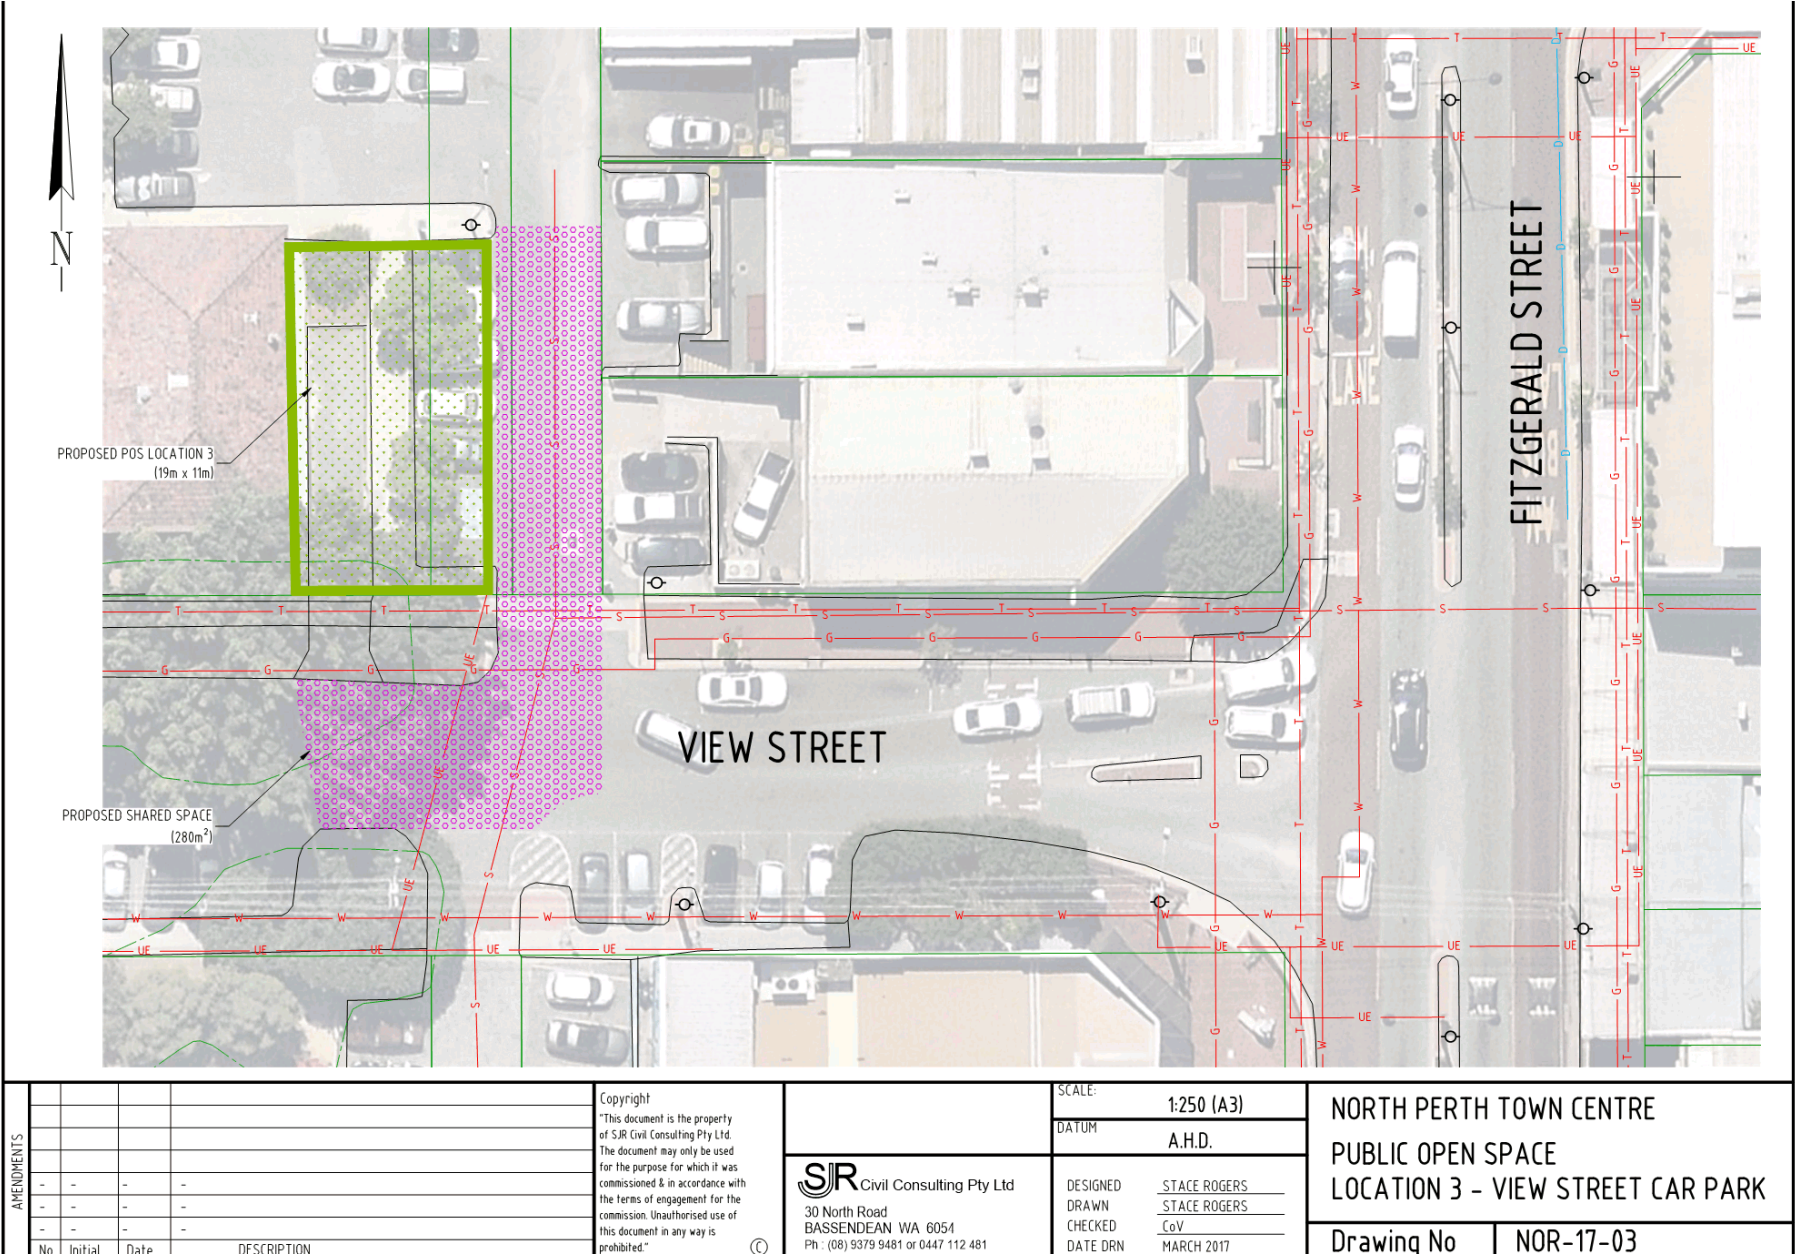 N
FITZGERALD STREET
PROPOSED POS LOCATION 3
(19m x 11m)
VIEW STREET
PROPOSED SHARED SPACE
(280m²)
AMENDMENTS
- - - -
- - - -
- - - -
No Initial Date DESCRIPTION
Copyright
"This document is the property
of SJR Civil Consulting Pty Ltd.
The document may only be used
for the purpose for which it was
commissioned & in accordance with
the terms of engagement for the
commission. Unauthorised use of
this document in any way is
prohibited."
©
SJR Civil Consulting Pty Ltd
30 North Road
BASSENDEAN WA 6054
Ph : (08) 9379 9481 or 0447 112 481
SCALE:
1:250 (A3)
DATUM
A.H.D.
DESIGNED STACE ROGERS
DRAWN STACE ROGERS
CHECKED CoV
DATE DRN MARCH 2017
NORTH PERTH TOWN CENTRE
PUBLIC OPEN SPACE
LOCATION 3 - VIEW STREET CAR PARK
Drawing No NOR-17-03